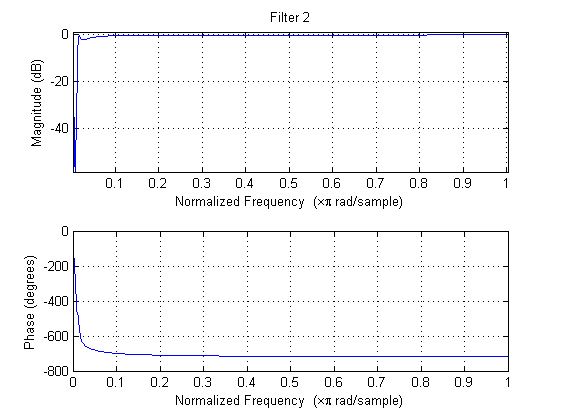 Filter 2
0
-20
-40
Magnitude (dB)
0.1 0.2 0.3 0.4 0.5 0.6 0.7 0.8 0.9 1
Normalized Frequency (×π rad/sample)
0
-200
-400
-600
-800
Phase (degrees)
0 0.1 0.2 0.3 0.4 0.5 0.6 0.7 0.8 0.9 1
Normalized Frequency (×π rad/sample)